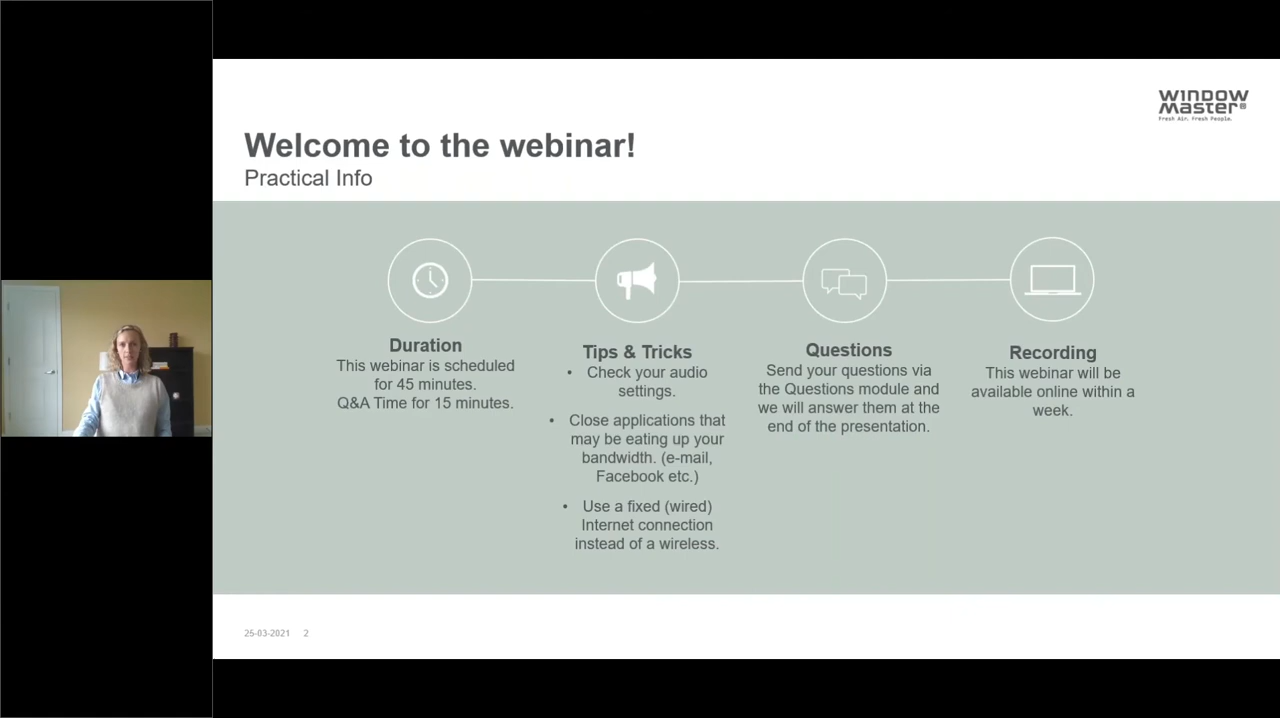 WINDOW
Master®
Fresh Air. Fresh People.
Welcome to the webinar!
Practical Info
Duration
This webinar is scheduled
for 45 minutes.
Q&A Time for 15 minutes.
Tips & Tricks
• Check your audio
settings.
• Close applications that
may be eating up your
bandwidth. (e-mail,
Facebook etc.)
• Use a fixed (wired)
Internet connection
instead of a wireless.
Questions
Send your questions via
the Questions module and
we will answer them at the
end of the presentation.
Recording
This webinar will be
available online within a
week.
25-03-2021 2